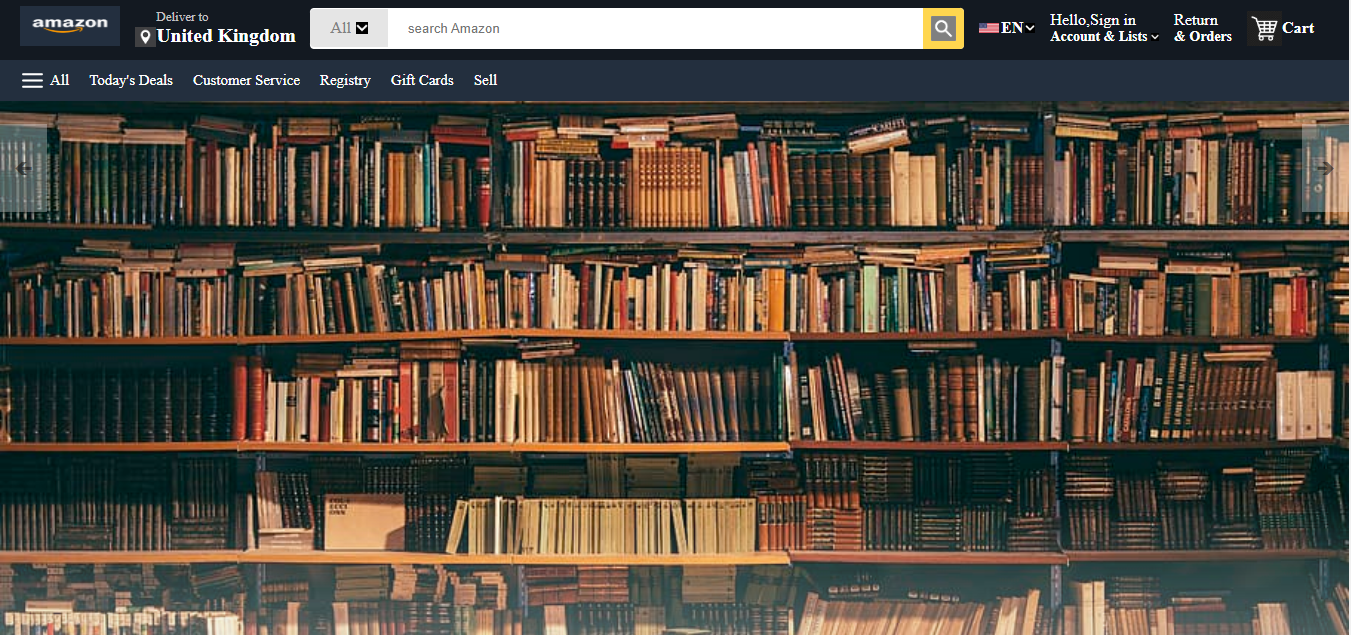 amazon
Deliver to
United Kingdom
All
search Amazon
EN
Hello,Sign in
Account & Lists
Return
& Orders
Cart
All
Today's Deals
Customer Service
Registry
Gift Cards
Sell